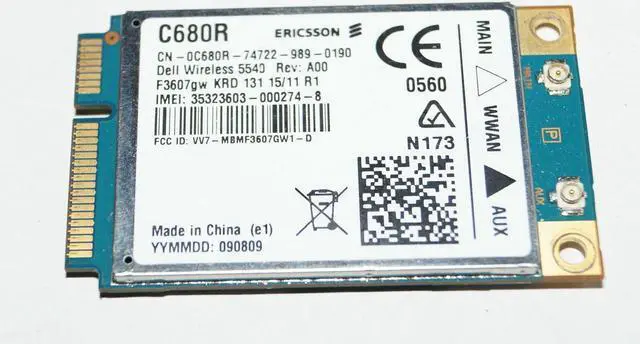 C680R
ERICSSON
CN -0C680R-74722-989-0190
Dell Wireless 5540 Rev: A00
F3607gw KRD 131 15/11 R1
IMEI: 35323603-000274-8
FCC ID: VV7-MBMF3607GW1-D
CE
0560
N173
Made in China (e1)
YYMMDD: 090809
MAIN
WWAN
AUX
MAIN
P
AUX